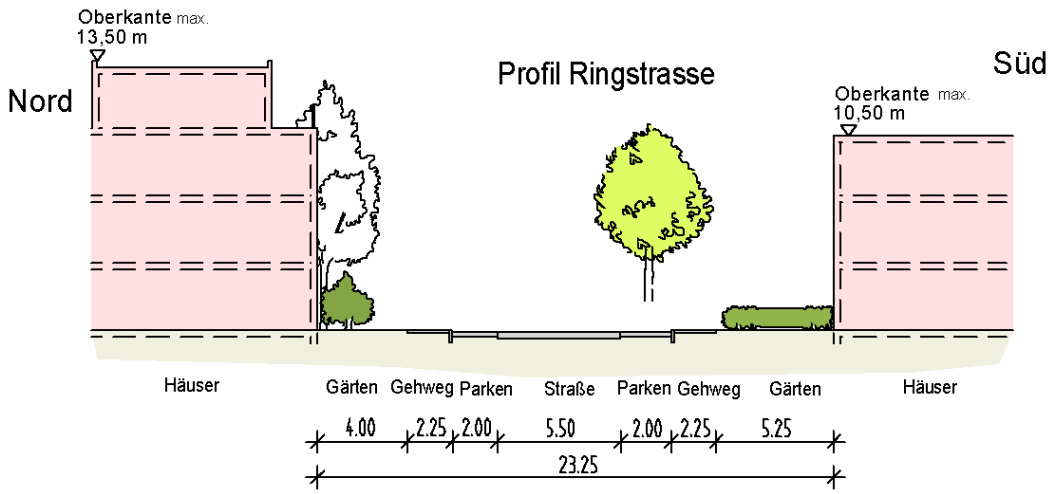 Oberkante max.
13,50 m
Nord
Profil Ringstrasse
Süd
Oberkante max.
10,50 m
Häuser Gärten Gehweg Parken Straße Parken Gehweg Gärten Häuser
4.00 2.25 2.00 5.50 2.00 2.25 5.25
23.25